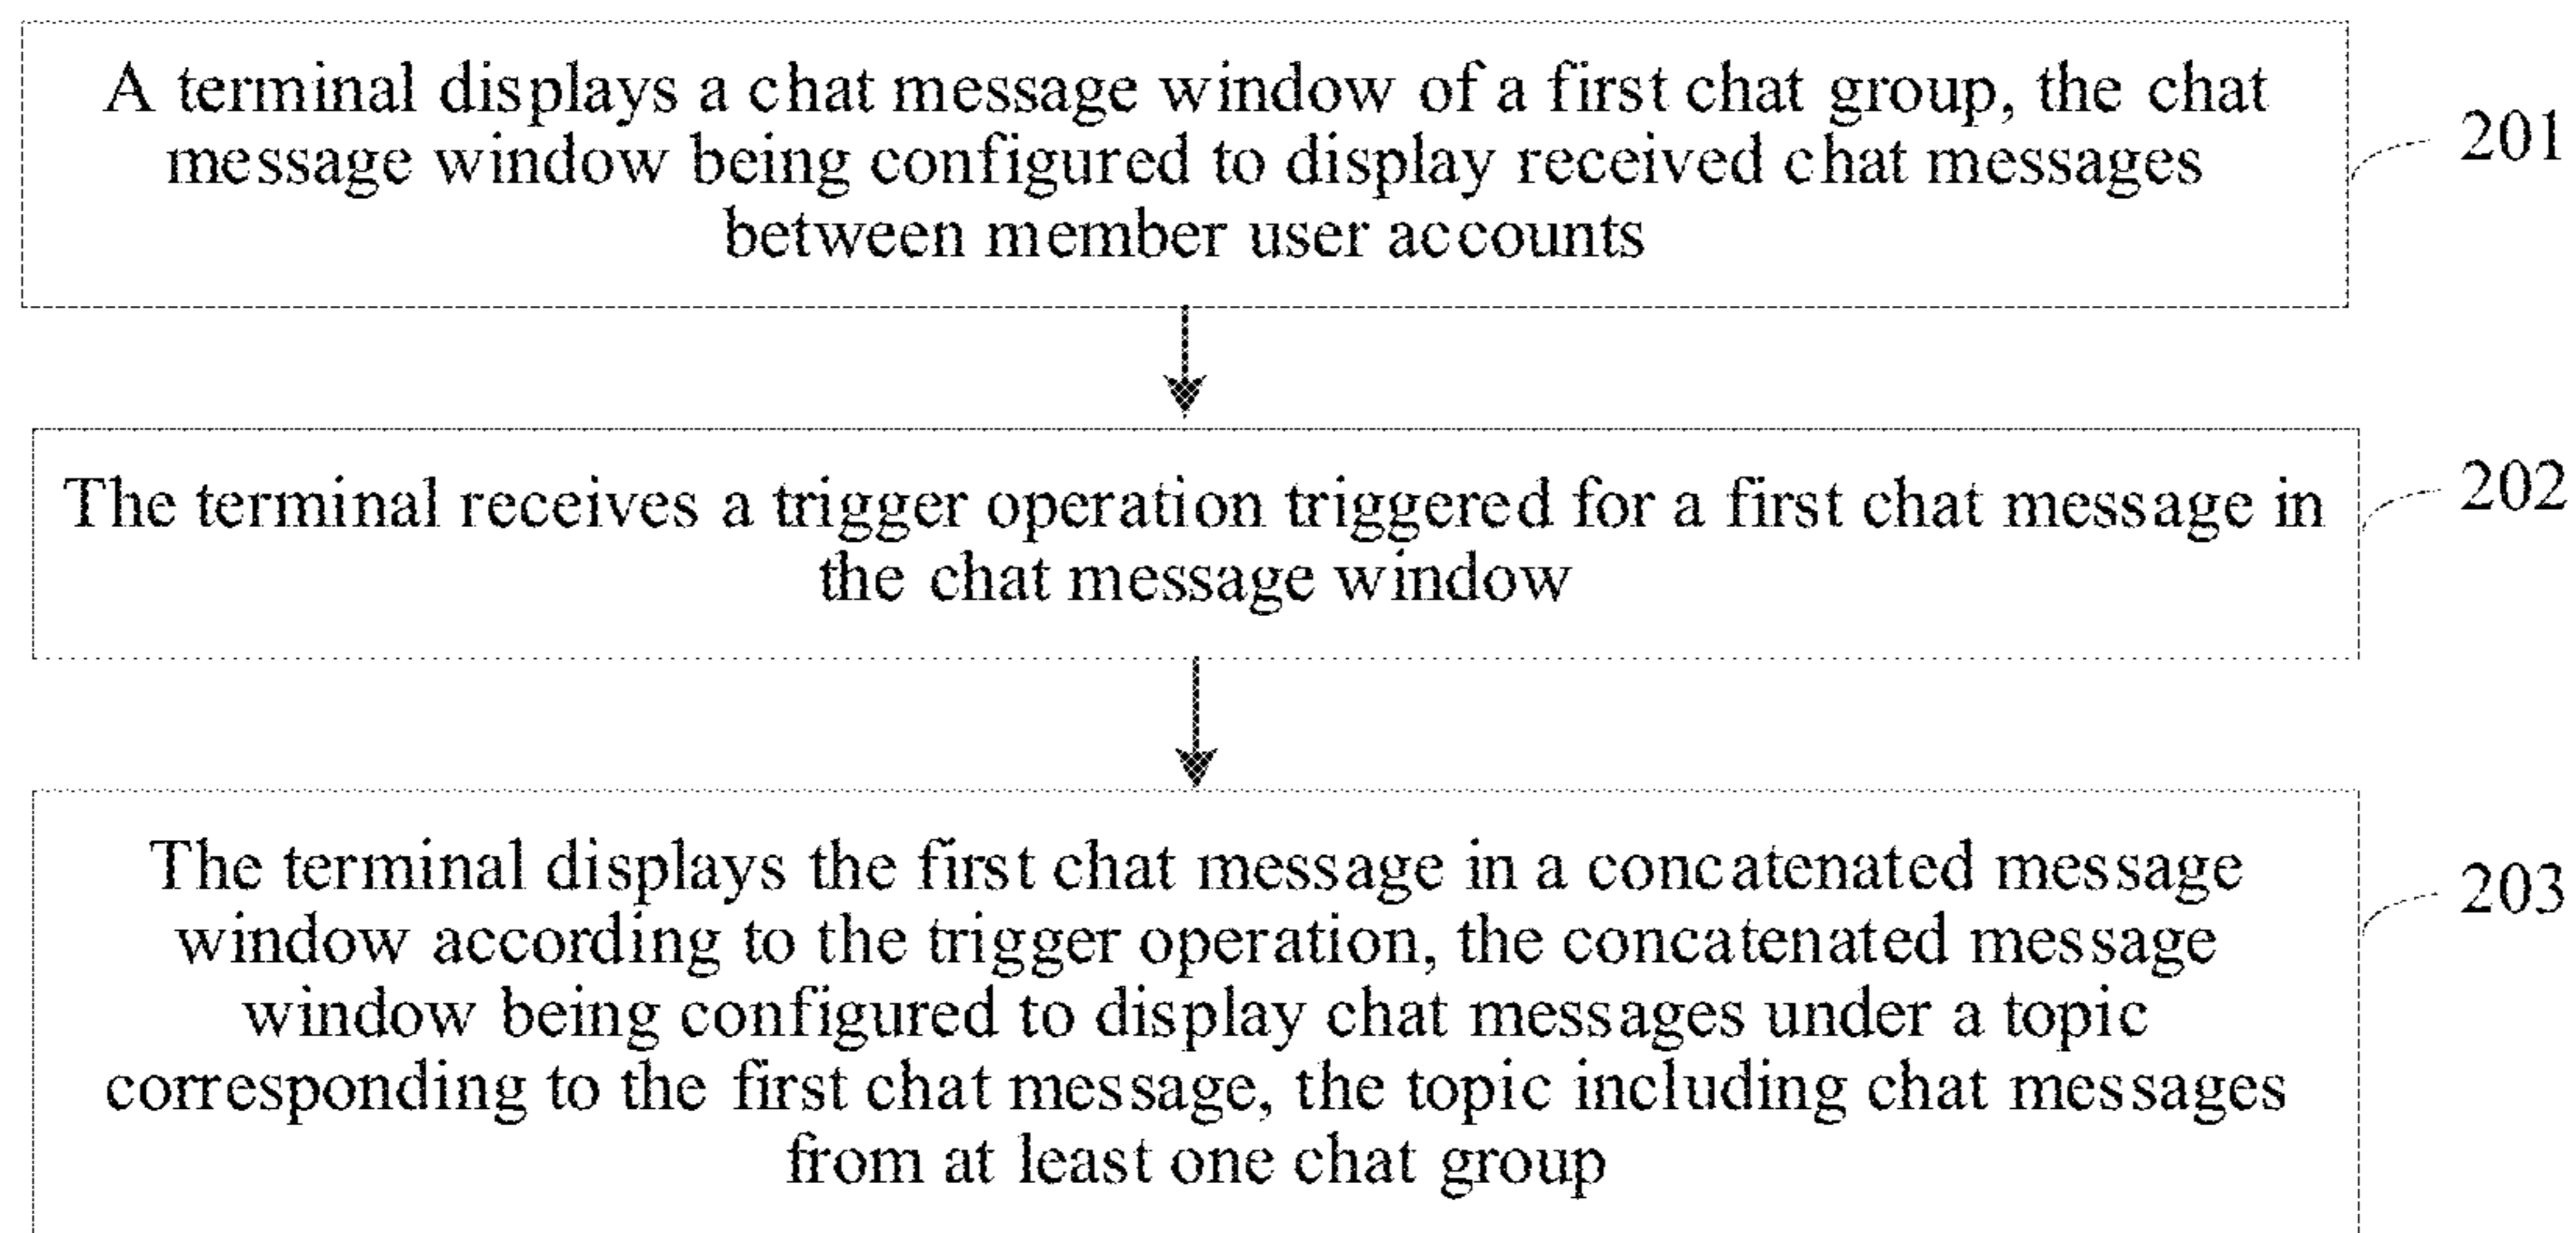 A terminal displays a chat message window of a first chat group, the chat
message window being configured to display received chat messages
between member user accounts
201
The terminal receives a trigger operation triggered for a first chat message in
the chat message window
202
The terminal displays the first chat message in a concatenated message
window according to the trigger operation, the concatenated message
window being configured to display chat messages under a topic
corresponding to the first chat message, the topic including chat messages
from at least one chat group
203